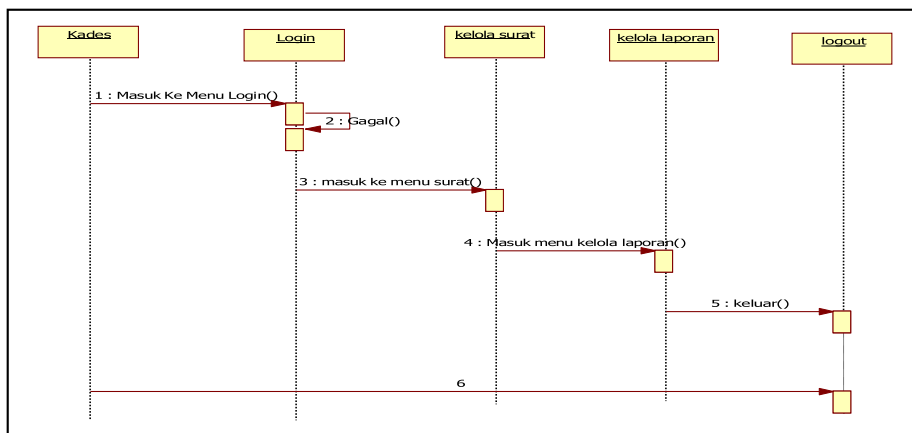 Kades
Login
kelola surat
kelola laporan
logout
1 : Masuk Ke Menu Login()
2 : Gagal()
3 : masuk ke menu surat()
4 : Masuk menu kelola laporan()
5 : keluar()
6